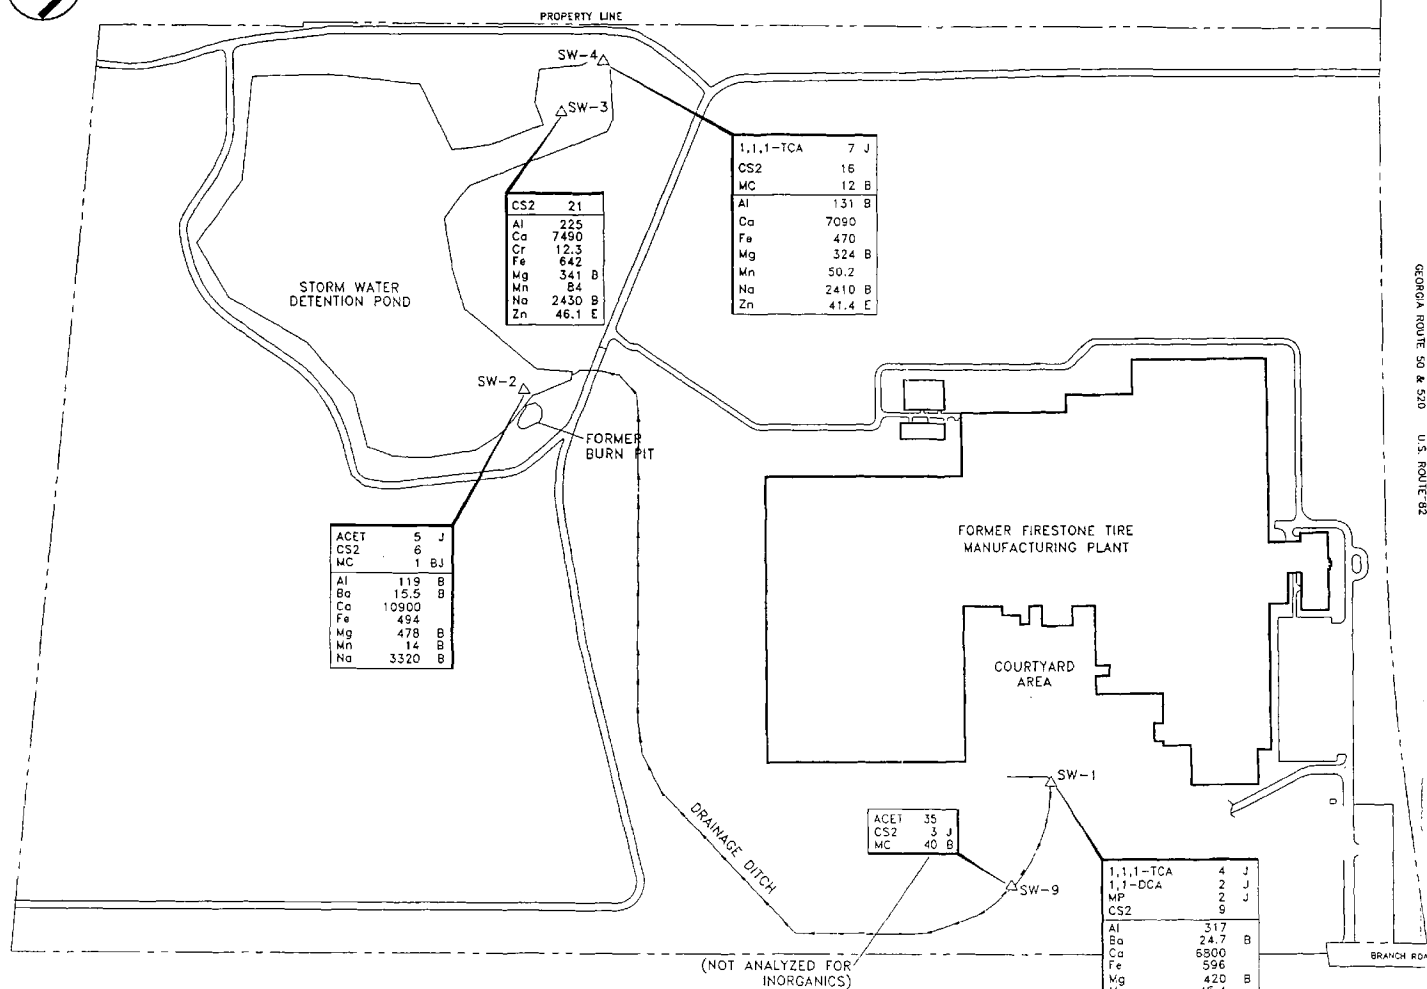 PROPERTY LINE
SW-4
SW-3
1,1,1-TCA 7 J
CS2 16
MC 12 B
Al 131 B
Ca 7090
Fe 470
Mg 324 B
Mn 50.2
Na 2410 B
Zn 41.4 E
CS2 21
Al 225
Ca 7490
Cr 12.3
Fe 642
Mg 341 B
Mn 84
Na 2430 B
Zn 46.1 E
STORM WATER
DETENTION POND
GEORGIA ROUTE 50 & 520 U.S. ROUTE 82
SW-2
FORMER
BURN PIT
ACET 5 J
CS2 6
MC 1 BJ
Al 119 B
Ba 15.5 B
Ca 10900
Fe 494
Mg 478 B
Mn 14 B
Na 3320 B
FORMER FIRESTONE TIRE
MANUFACTURING PLANT
COURTYARD
AREA
SW-1
DRAINAGE DITCH
ACET 35
CS2 3 J
MC 40 B
SW-9
1,1,1-TCA 4 J
1,1-DCA 2 J
MP 2 J
CS2 9
Al 317
Ba 24.7 B
Ca 6800
Fe 596
Mg 420 B
(NOT ANALYZED FOR
INORGANICS)
BRANCH